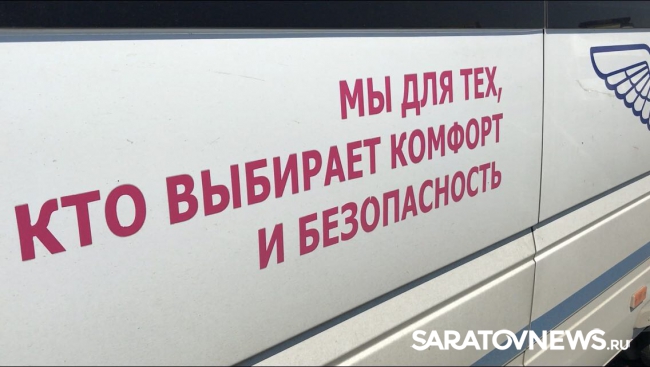 МЫ ДЛЯ ТЕХ,
КТО ВЫБИРАЕТ КОМФОРТ
И БЕЗОПАСНОСТЬ
SARATOVNEWS.RU